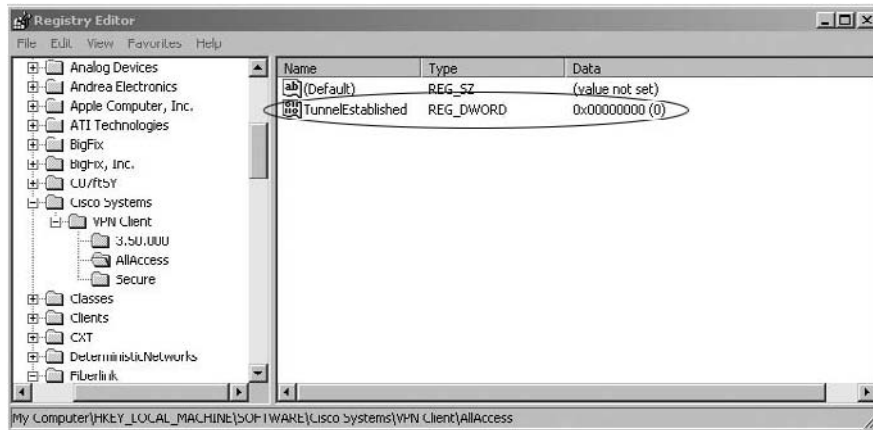 Registry Editor
File Edit View Favorites Help
Analog Devices
Andrea Electronics
Apple Computer, Inc.
ATI Technologies
BigFix
BigFix, Inc.
C07ft5Y
Cisco Systems
VPN Client
3.50.000
AllAccess
Secure
Classes
Clients
CXT
DeterministicNetworks
Fiberlink
Name Type Data
(Default) REG_SZ (value not set)
TunnelEstablished REG_DWORD 0x00000000 (0)
My Computer\HKEY_LOCAL_MACHINE\SOFTWARE\Cisco Systems\VPN Client\AllAccess